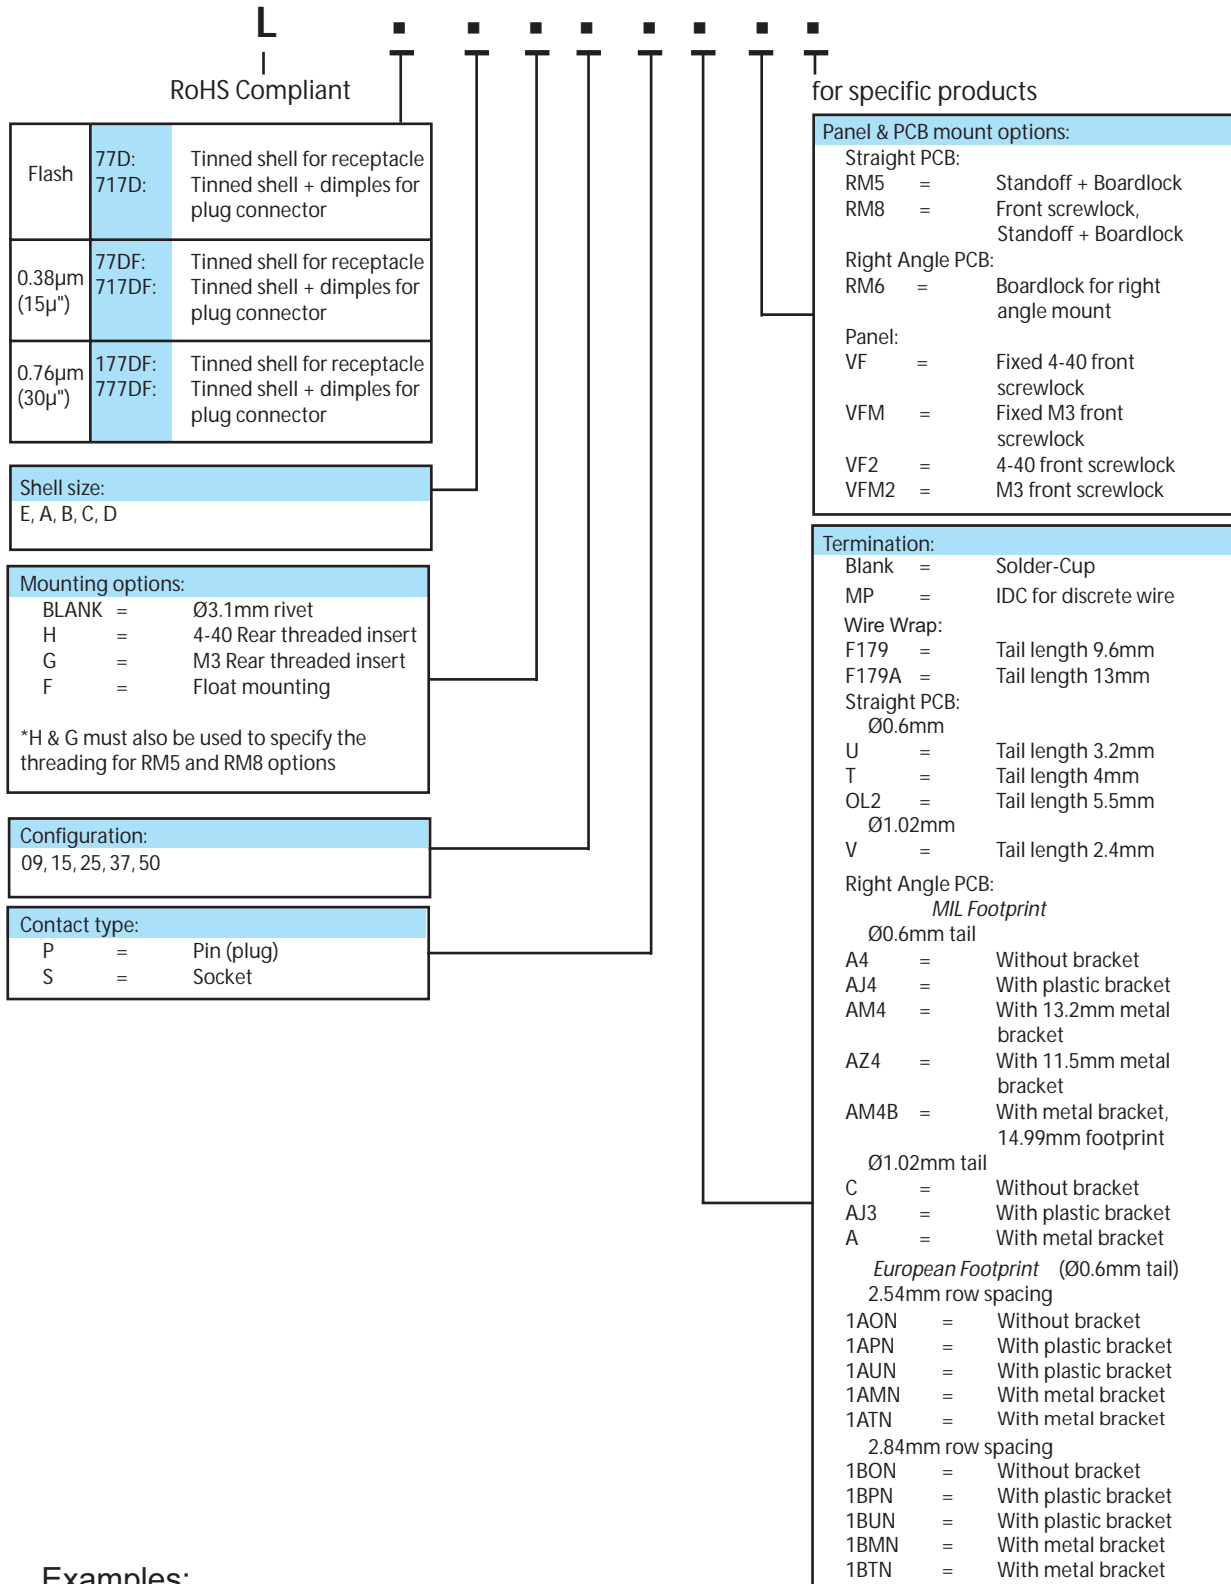 L
RoHS Compliant
for specific products
Flash
77D: Tinned shell for receptacle
717D: Tinned shell + dimples for
plug connector
0.38µm
(15µ")
77DF: Tinned shell for receptacle
717DF: Tinned shell + dimples for
plug connector
0.76µm
(30µ")
177DF: Tinned shell for receptacle
777DF: Tinned shell + dimples for
plug connector
Shell size:
E, A, B, C, D
Mounting options:
BLANK = Ø3.1mm rivet
H = 4-40 Rear threaded insert
G = M3 Rear threaded insert
F = Float mounting
*H & G must also be used to specify the
threading for RM5 and RM8 options
Configuration:
09, 15, 25, 37, 50
Contact type:
P = Pin (plug)
S = Socket
Panel & PCB mount options:
Straight PCB:
RM5 = Standoff + Boardlock
RM8 = Front screwlock,
Standoff + Boardlock
Right Angle PCB:
RM6 = Boardlock for right
angle mount
Panel:
VF = Fixed 4-40 front
screwlock
VFM = Fixed M3 front
screwlock
VF2 = 4-40 front screwlock
VFM2 = M3 front screwlock
Termination:
Blank = Solder-Cup
MP = IDC for discrete wire
Wire Wrap:
F179 = Tail length 9.6mm
F179A = Tail length 13mm
Straight PCB:
Ø0.6mm
U = Tail length 3.2mm
T = Tail length 4mm
OL2 = Tail length 5.5mm
Ø1.02mm
V = Tail length 2.4mm
Right Angle PCB:
MIL Footprint
Ø0.6mm tail
A4 = Without bracket
AJ4 = With plastic bracket
AM4 = With 13.2mm metal
bracket
AZ4 = With 11.5mm metal
bracket
AM4B = With metal bracket,
14.99mm footprint
Ø1.02mm tail
C = Without bracket
AJ3 = With plastic bracket
A = With metal bracket
European Footprint (Ø0.6mm tail)
2.54mm row spacing
1AON = Without bracket
1APN = With plastic bracket
1AUN = With plastic bracket
1AMN = With metal bracket
1ATN = With metal bracket
2.84mm row spacing
1BON = Without bracket
1BPN = With plastic bracket
1BUN = With plastic bracket
1BMN = With metal bracket
1BTN = With metal bracket
Examples: